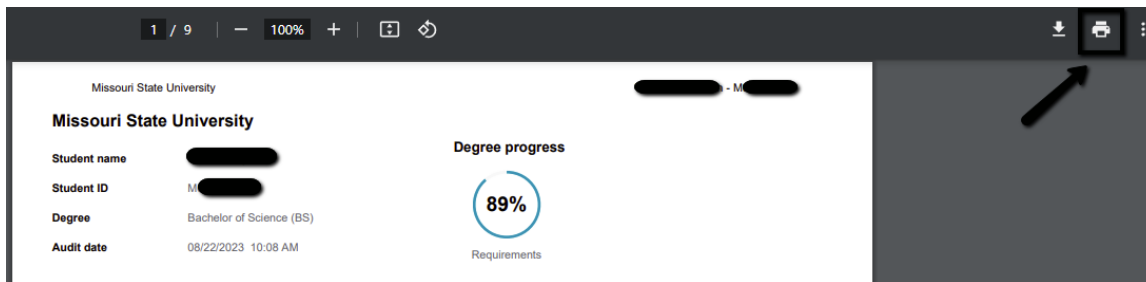 1 / 9 — 100% +
Missouri State University - M
Missouri State University
Student name
Degree progress
Student ID M
89%
Degree Bachelor of Science (BS)
Audit date 08/22/2023 10:08 AM
Requirements